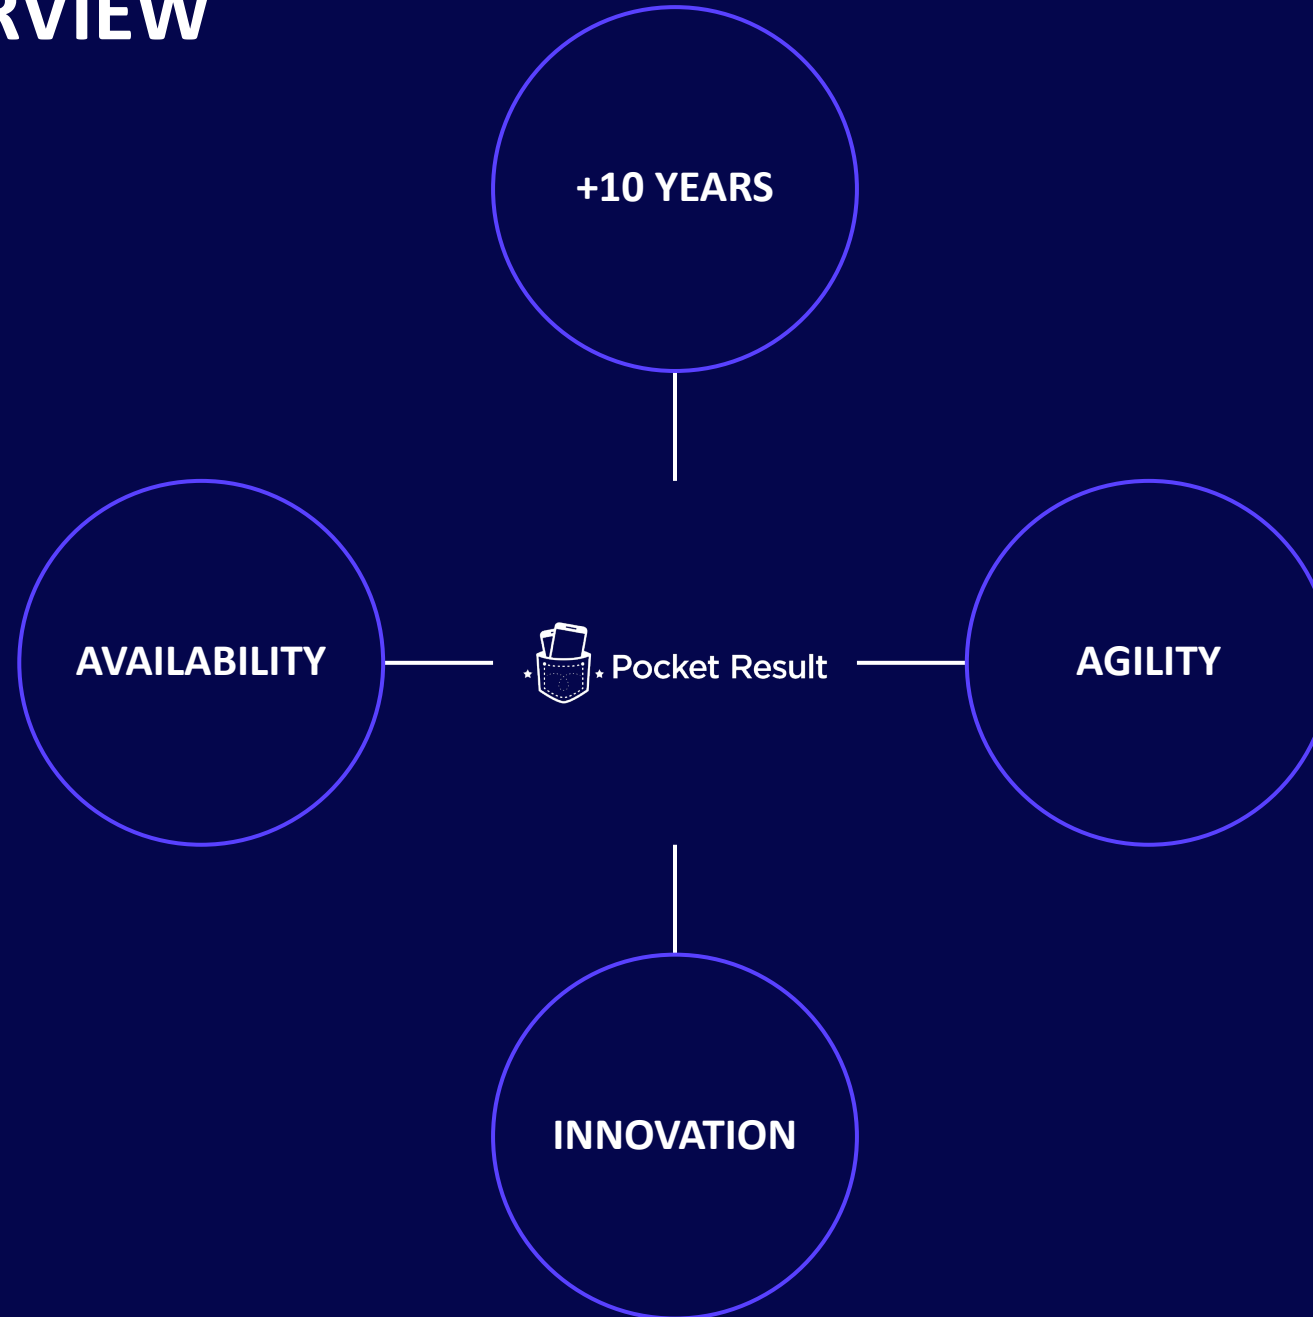 RVIEW
+10 YEARS
AVAILABILITY
Pocket Result
AGILITY
INNOVATION